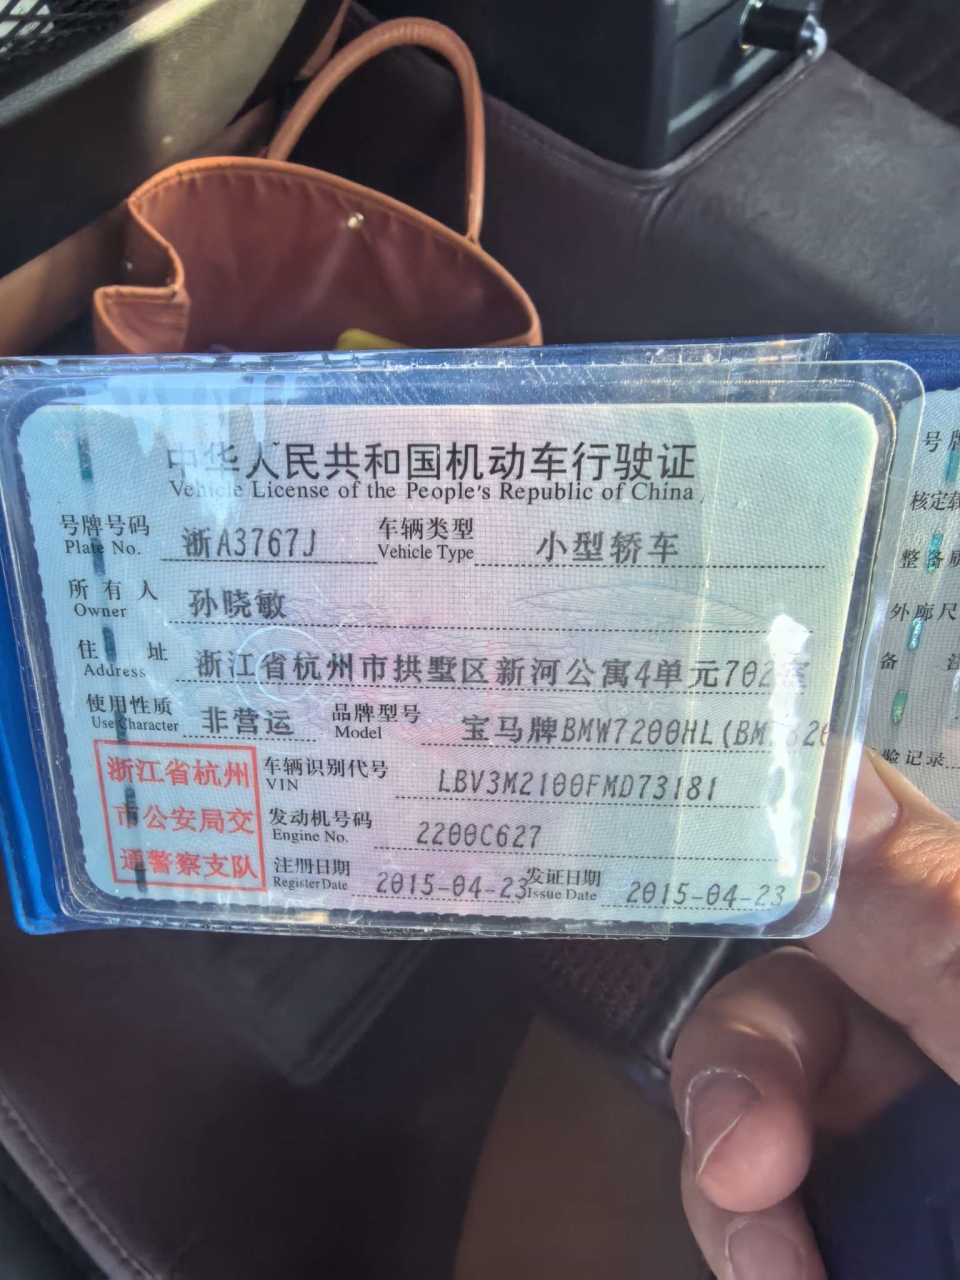 中华人民共和国机动车行驶证
Vehicle License of the People's Republic of China
号牌号码 浙A3767J 车辆类型 小型轿车
Plate No. Vehicle Type
所有人 孙晓敏
Owner
住址 浙江省杭州市拱墅区新河公寓4单元702室
Address
使用性质 非营运 品牌型号 宝马牌BMW7200HL(BM
Use Character Model
浙江省杭州
市公安局交
通警察支队
车辆识别代号 LBV3M2100FMD73181
VIN
发动机号码 2200C627
Engine No.
注册日期 2015-04-23 发证日期 2015-04-23
Register Date Issue Date
号牌
核定载
整备质
外廓尺
备 注
验记录